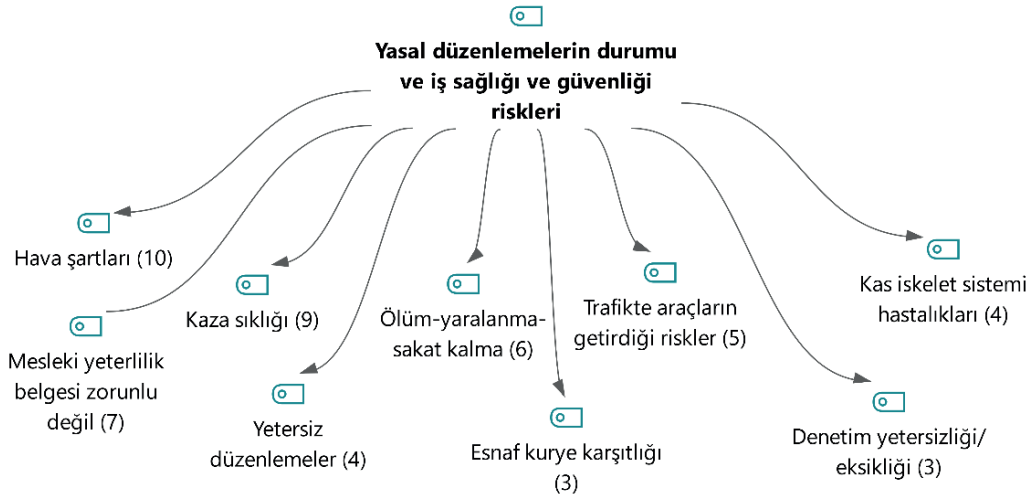 Yasal düzenlemelerin durumu
ve iş sağlığı ve güvenliği
riskleri
Hava şartları (10)
Mesleki yeterlilik
belgesi zorunlu
değil (7)
Kaza sıklığı (9)
Yetersiz
düzenlemeler (4)
Ölüm-yaralanma-
sakat kalma (6)
Esnaf kurye karşıtlığı
(3)
Trafikte araçların
getirdiği riskler (5)
Denetim yetersizliği/
eksikliği (3)
Kas iskelet sistemi
hastalıkları (4)